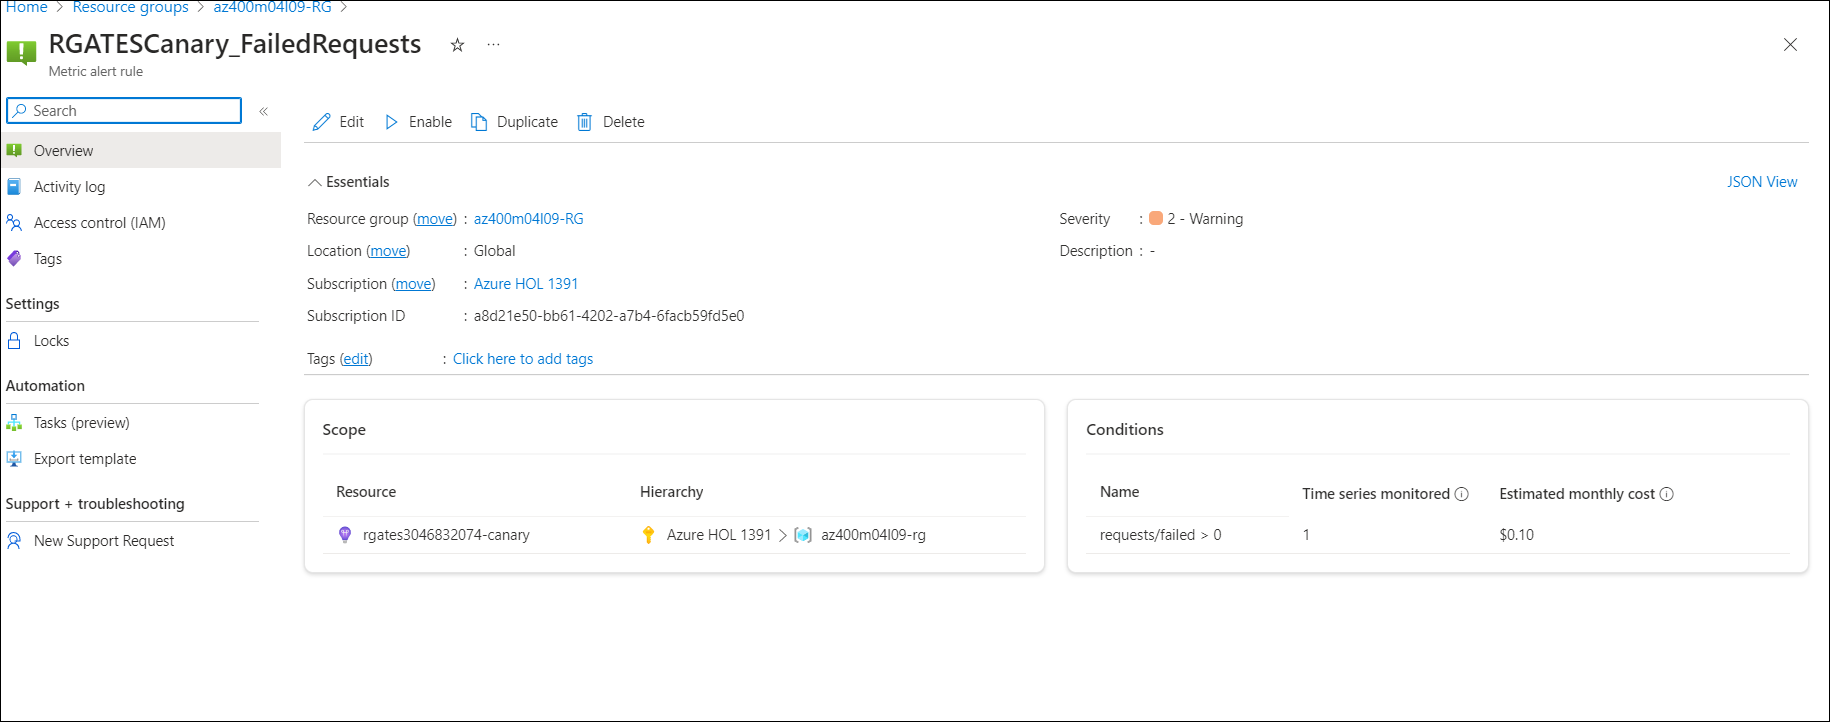 Home > Resource groups > az400m04l09-RG >
RGATESCanary_FailedRequests
Metric alert rule
Search
Overview
Activity log
Access control (IAM)
Tags
Settings
Locks
Automation
Tasks (preview)
Export template
Support + troubleshooting
New Support Request
Edit Enable Duplicate Delete
Essentials JSON View
Resource group (move) : az400m04l09-RG
Location (move) : Global
Subscription (move) : Azure HOL 1391
Subscription ID : a8d21e50-bb61-4202-a7b4-6facb59fd5e0
Severity : 2 - Warning
Description : -
Tags (edit) : Click here to add tags
Scope
Resource Hierarchy
rgates3046832074-canary Azure HOL 1391 > az400m04l09-rg
Conditions
Name Time series monitored Estimated monthly cost
requests/failed > 0 1 $0.10